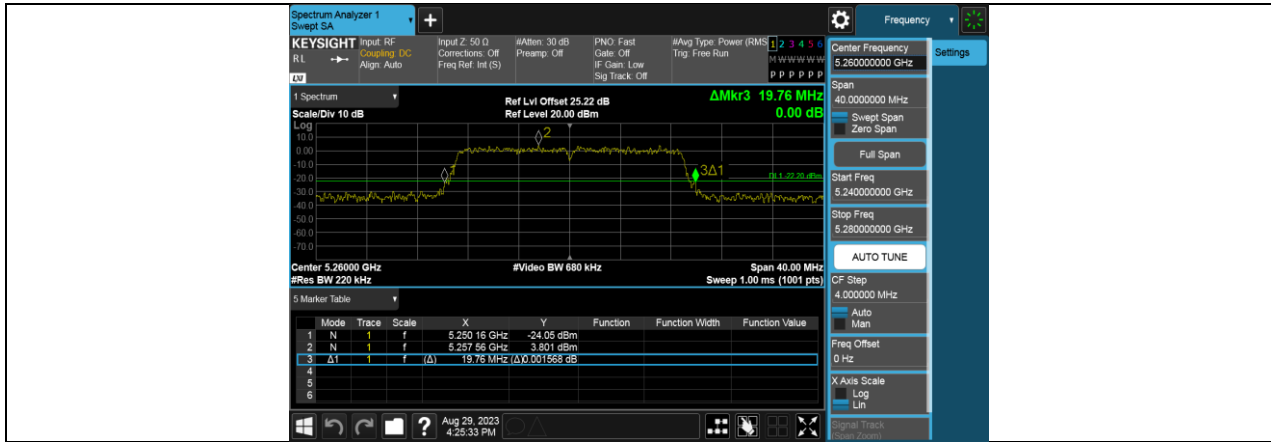 Spectrum Analyzer 1
Swept SA
+
Frequency
KEYSIGHT
RL
LXI
Input: RF
Coupling: DC
Align: Auto
Input Z: 50 Ω
Corrections: Off
Freq Ref: Int (S)
#Atten: 30 dB
Preamp: Off
PNO: Fast
Gate: Off
IF Gain: Low
Sig Track: Off
#Avg Type: Power (RMS
Trig: Free Run
1 2 3 4 5 6
M W W W W W
P P P P P P
1 Spectrum
Scale/Div 10 dB
Ref Lvl Offset 25.22 dB
Ref Level 20.00 dBm
ΔMkr3 19.76 MHz
0.00 dB
Log
10.0
0.00
-10.0
-20.0
-30.0
-40.0
-50.0
-60.0
-70.0
1
2
3Δ1
DL1 -22.20 dBm
Center 5.26000 GHz
#Res BW 220 kHz
#Video BW 680 kHz
Span 40.00 MHz
Sweep 1.00 ms (1001 pts)
5 Marker Table
Mode Trace Scale X Y Function Function Width Function Value
1 N 1 f 5.250 16 GHz -24.05 dBm
2 N 1 f 5.257 56 GHz 3.801 dBm
3 Δ1 1 f (Δ) 19.76 MHz (Δ)0.001568 dB
4
5
6
?
Aug 29, 2023
4:25:33 PM
Center Frequency
5.260000000 GHz
Settings
Span
40.0000000 MHz
Swept Span
Zero Span
Full Span
Start Freq
5.240000000 GHz
Stop Freq
5.280000000 GHz
AUTO TUNE
CF Step
4.000000 MHz
Auto
Man
Freq Offset
0 Hz
X Axis Scale
Log
Lin
Signal Track
(Span Zoom)